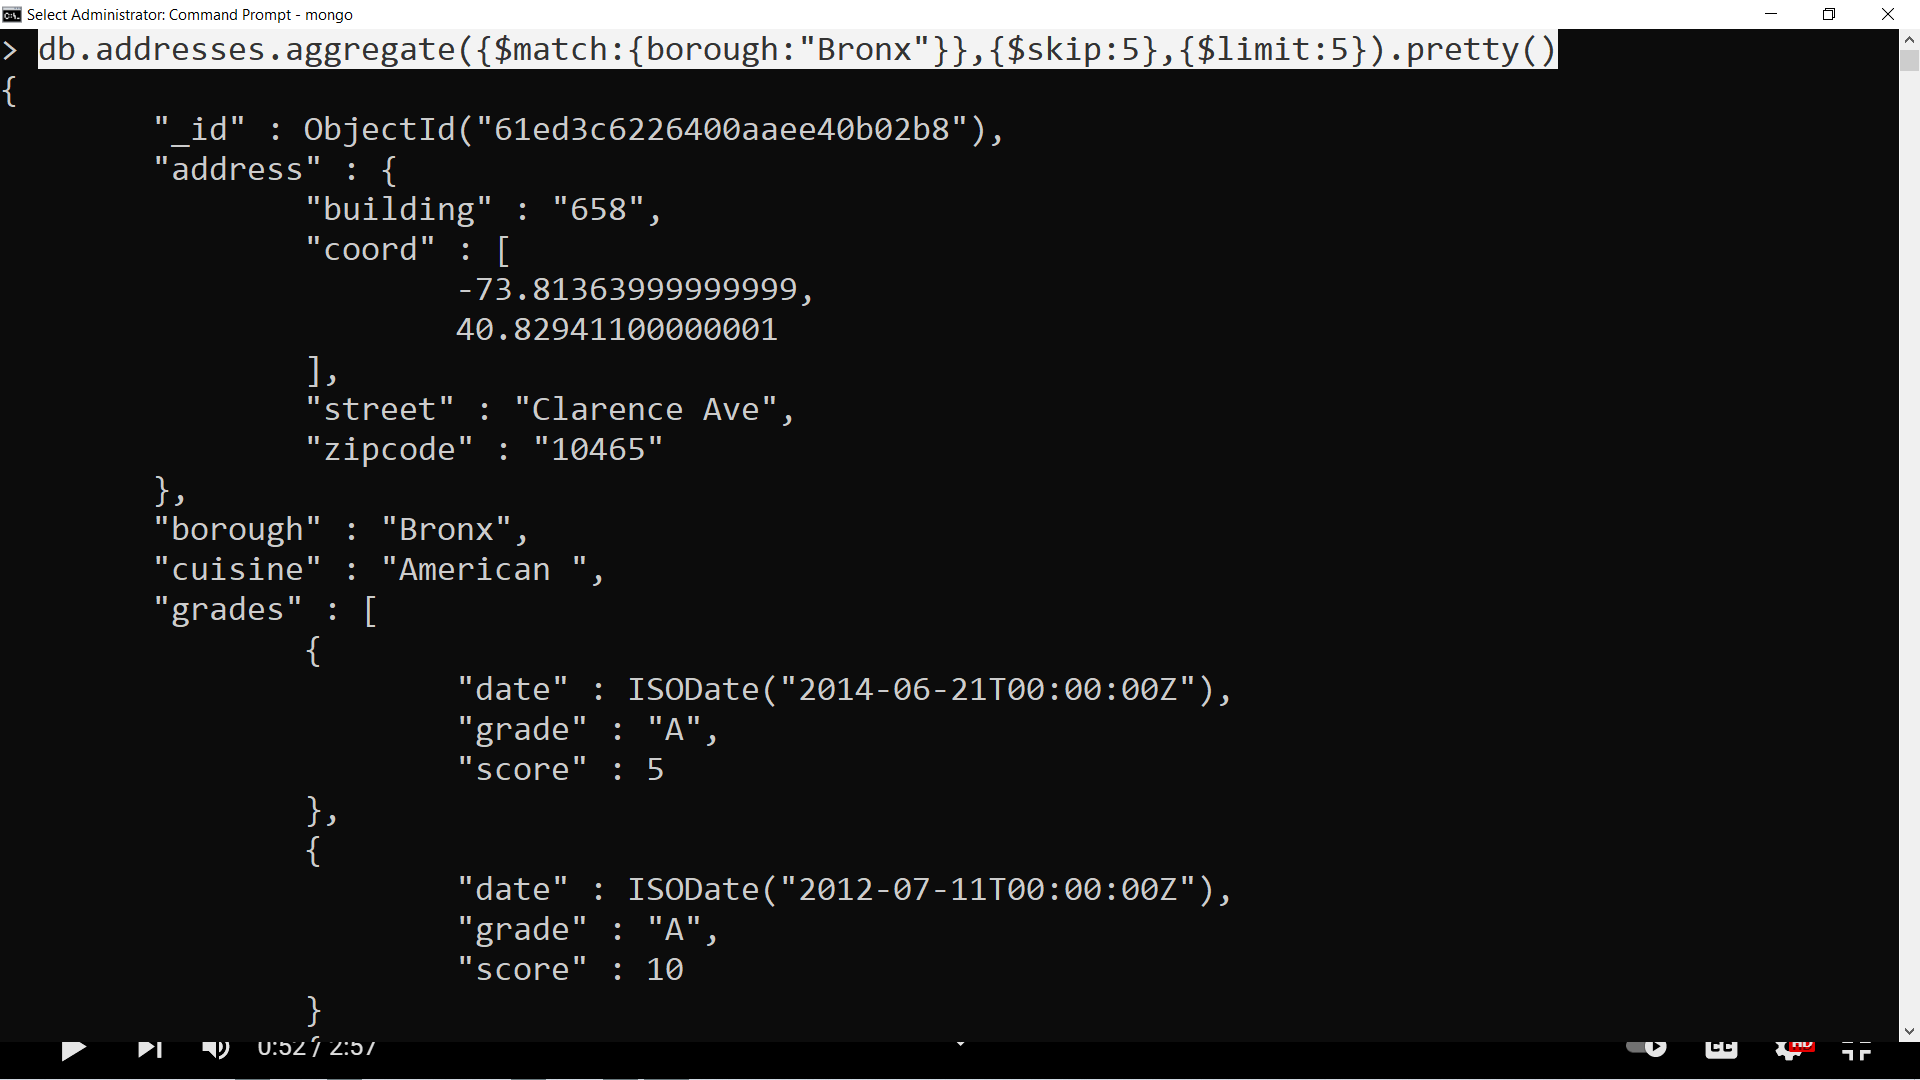 Select Administrator: Command Prompt - mongo
> db.addresses.aggregate({$match:{borough:"Bronx"}},{$skip:5},{$limit:5}).pretty()
{
"_id" : ObjectId("61ed3c6226400aaee40b02b8"),
"address" : {
"building" : "658",
"coord" : [
-73.81363999999999,
40.82941100000001
],
"street" : "Clarence Ave",
"zipcode" : "10465"
},
"borough" : "Bronx",
"cuisine" : "American ",
"grades" : [
{
"date" : ISODate("2014-06-21T00:00:00Z"),
"grade" : "A",
"score" : 5
},
{
"date" : ISODate("2012-07-11T00:00:00Z"),
"grade" : "A",
"score" : 10
}
0:52 / 2:57 CC HD